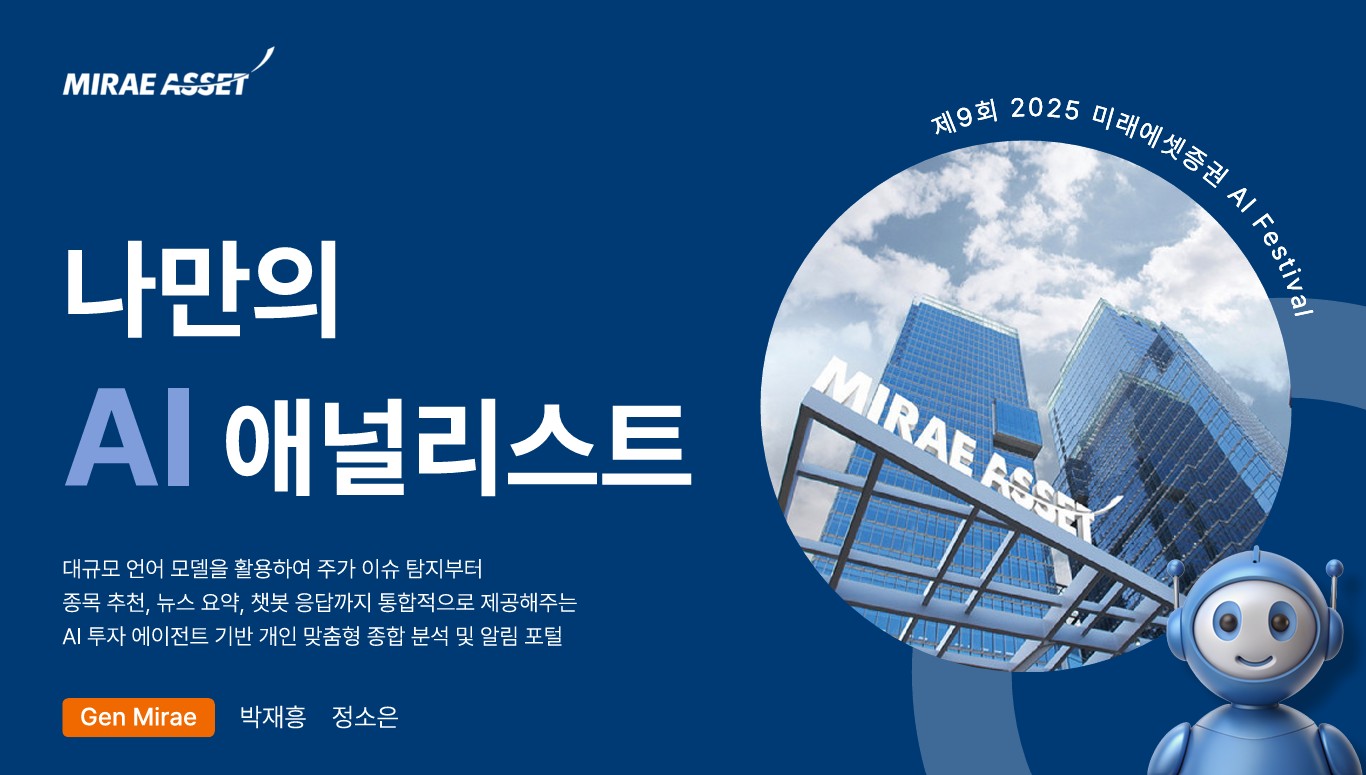 MIRAE ASSET
제9회 2025 미래에셋증권 AI Festival
나만의
AI 애널리스트
MIRAE ASSET
대규모 언어 모델을 활용하여 주가 이슈 탐지부터
종목 추천, 뉴스 요약, 챗봇 응답까지 통합적으로 제공해주는
AI 투자 에이전트 기반 개인 맞춤형 종합 분석 및 알림 포털
Gen Mirae 박재흥 정소은